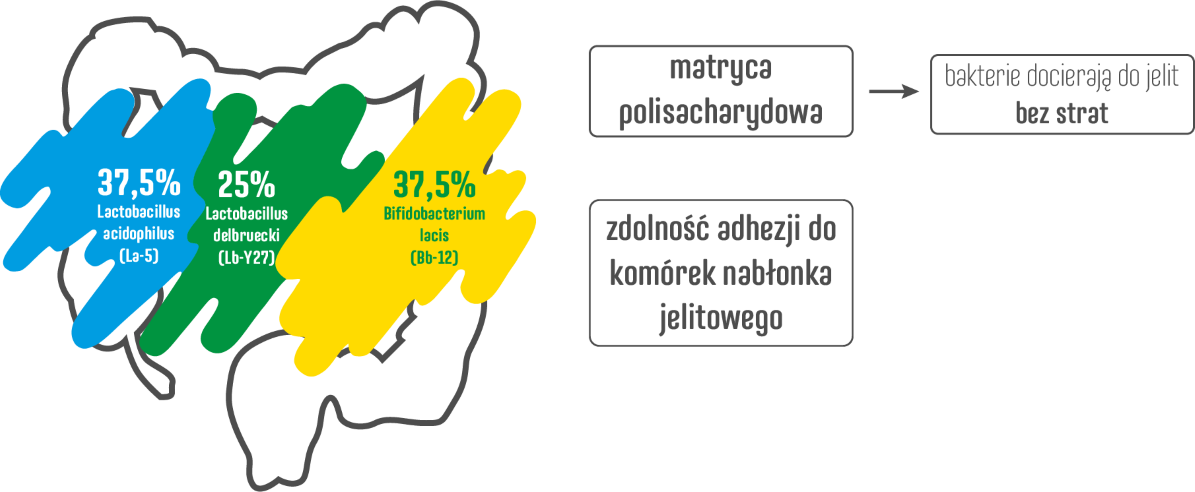 37,5%
Lactobacillus
acidophilus
(La-5)
25%
Lactobacillus
delbruecki
(Lb-Y27)
37,5%
Bifidobacterium
lacis
(Bb-12)
matryca
polisacharydowa
bakterie docierają do jelit
bez strat
zdolność adhezji do
komórek nabłonka
jelitowego